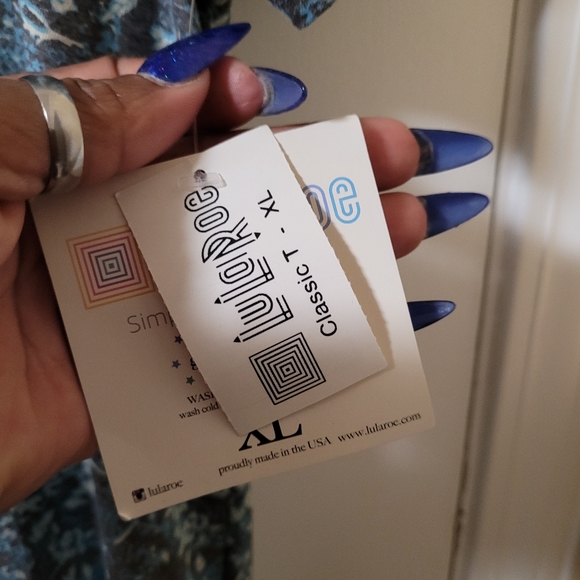 LuLaRoe
Classic T - XL
oe
Sim
WAS
wash cold
XL
proudly made in the USA www.lularoe.com
lularoe